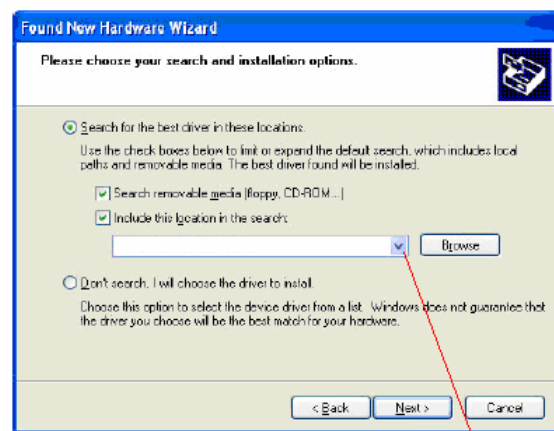 Found New Hardware Wizard
Please choose your search and installation options.
Search for the best driver in these locations.
Use the check boxes below to limit or expand the default search, which includes local
paths and removable media. The best driver found will be installed.
Search removable media (floppy, CD-ROM...)
Include this location in the search:
Browse
Don't search. I will choose the driver to install.
Choose this option to select the device driver from a list. Windows does not guarantee that
the driver you choose will be the best match for your hardware.
< Back Next > Cancel